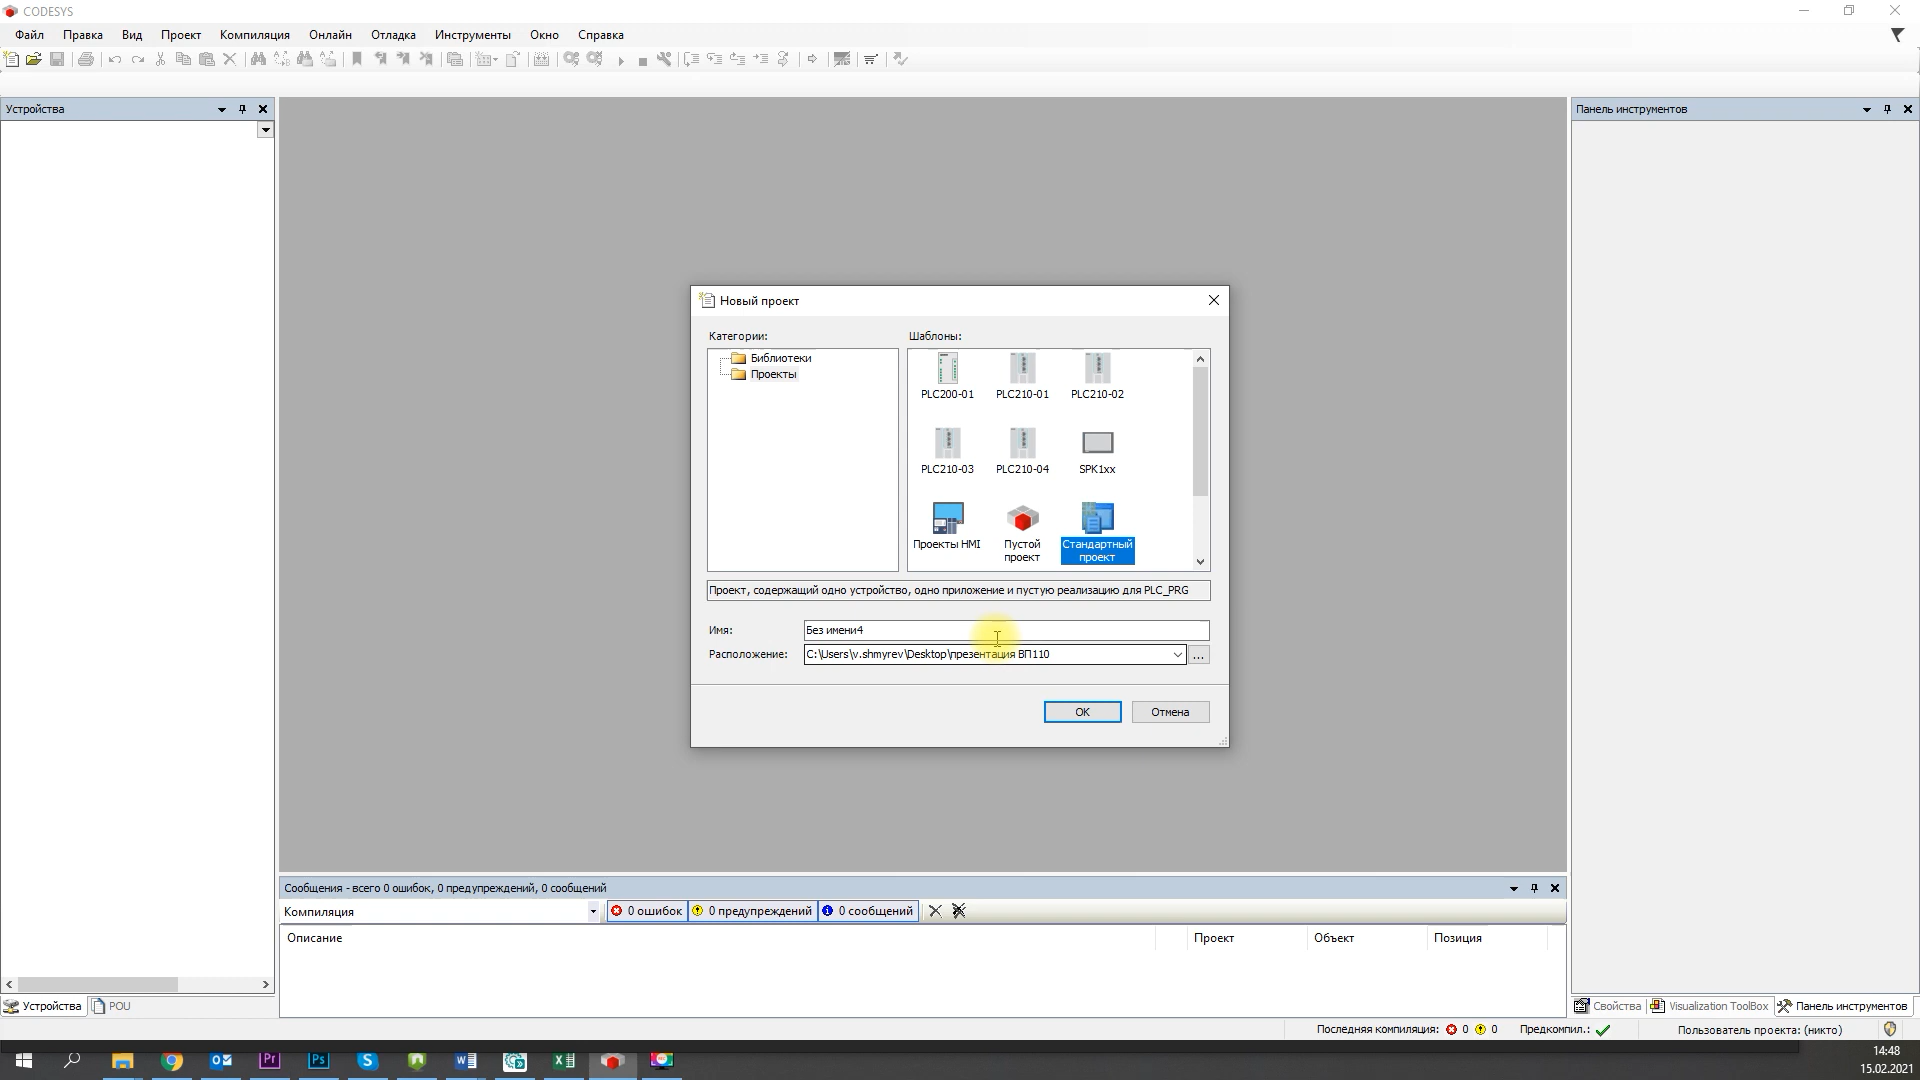 CODESYS
Файл Правка Вид Проект Компиляция Онлайн Отладка Инструменты Окно Справка
Устройства
Панель инструментов
Новый проект
Категории:
Шаблоны:
Библиотеки
Проекты
PLC200-01 PLC210-01 PLC210-02
PLC210-03 PLC210-04 SPK1xx
Проекты HMI Пустой проект Стандартный проект
Проект, содержащий одно устройство, одно приложение и пустую реализацию для PLC_PRG
Имя: Без имени4
Расположение: C:\Users\v.shmyrev\Desktop\презентация ВП110 ...
OK Отмена
Сообщения - всего 0 ошибок, 0 предупреждений, 0 сообщений
Компиляция 0 ошибок 0 предупреждений 0 сообщений
Описание Проект Объект Позиция
Устройства POU
Свойства Visualization ToolBox Панель инструментов
Последняя компиляция: 0 0 Предкомпил.: Пользователь проекта: (никто)
14:48
15.02.2021